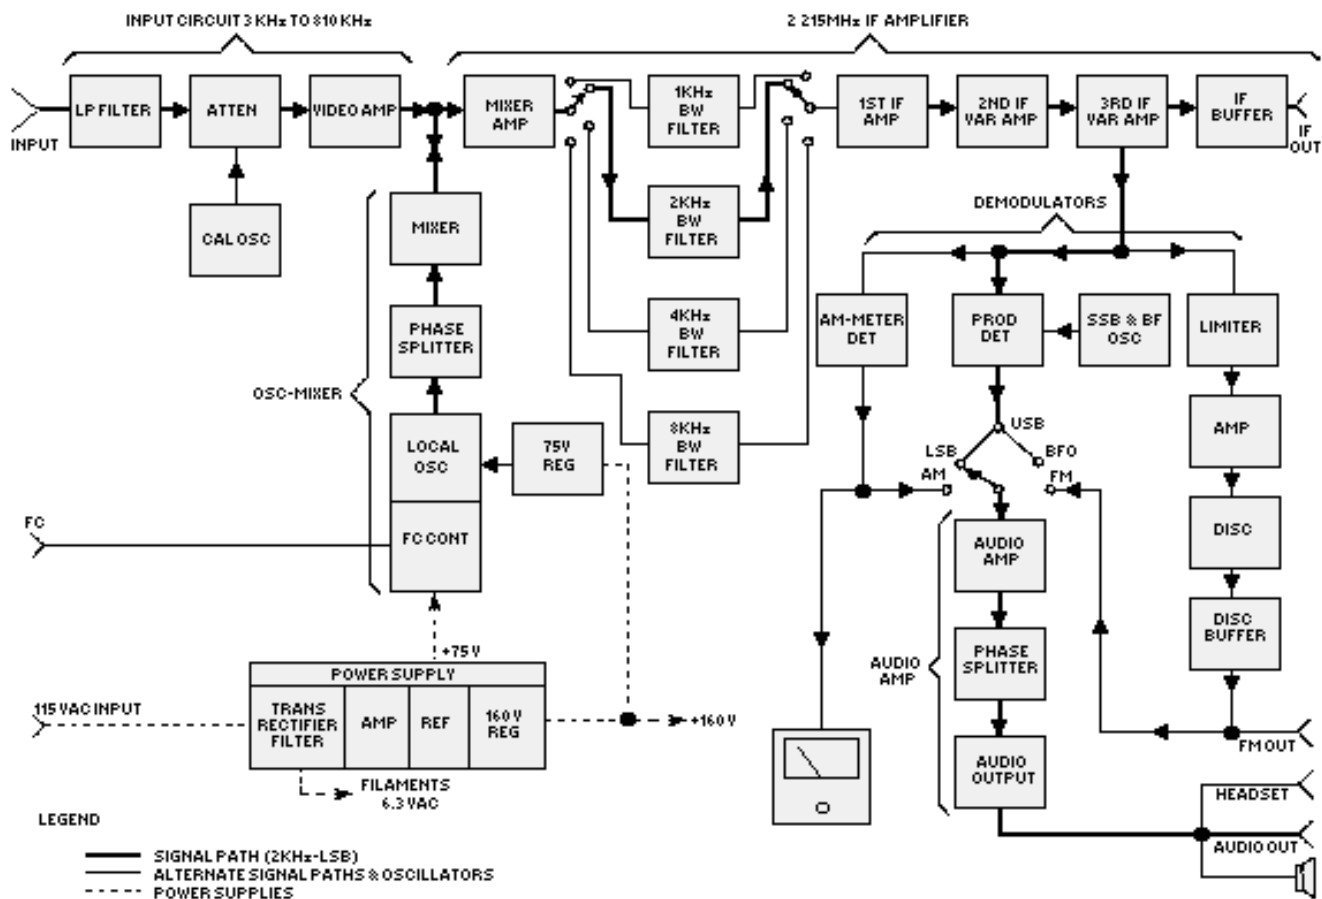 INPUT CIRCUIT 3 KHz TO 810 KHz
2 215MHz IF AMPLIFIER
LP FILTER
ATTEN
VIDEO AMP
MIXER
AMP
1KHz
BW
FILTER
1ST IF
AMP
2ND IF
VAR AMP
3RD IF
VAR AMP
IF
BUFFER
INPUT
IF
OUT
CAL OSC
MIXER
2KHz
BW
FILTER
DEMODULATORS
PHASE
SPLITTER
4KHz
BW
FILTER
AM-METER
DET
PROD
DET
SSB & BF
OSC
LIMITER
OSC-MIXER
LOCAL
OSC
75V
REG
8KHz
BW
FILTER
USB
LSB
BFO
AM
FM
AMP
FC
FC CONT
AUDIO
AMP
DISC
DISC
BUFFER
+75 V
AUDIO
AMP
PHASE
SPLITTER
POWER SUPPLY
115 VAC INPUT
TRANS
RECTIFIER
FILTER
AMP
REF
160 V
REG
+160 V
FM OUT
AUDIO
OUTPUT
FILAMENTS
6.3 VAC
HEADSET
AUDIO OUT
LEGEND
SIGNAL PATH (2KHz-LSB)
ALTERNATE SIGNAL PATHS & OSCILLATORS
POWER SUPPLIES